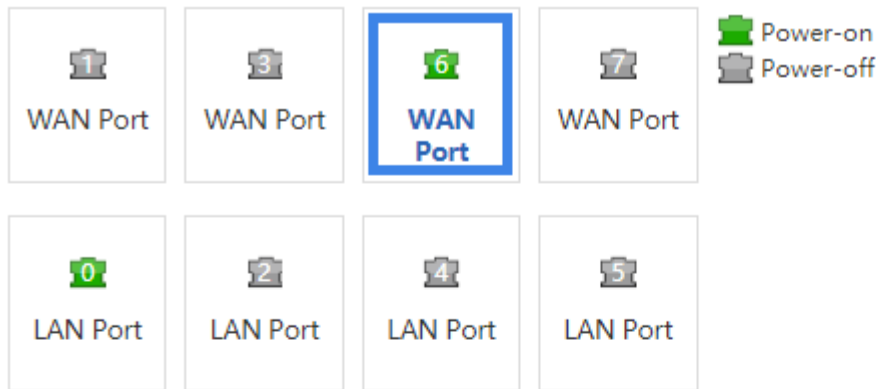 1
WAN Port
3
WAN Port
6
WAN
Port
7
WAN Port
Power-on
Power-off
0
LAN Port
2
LAN Port
4
LAN Port
5
LAN Port